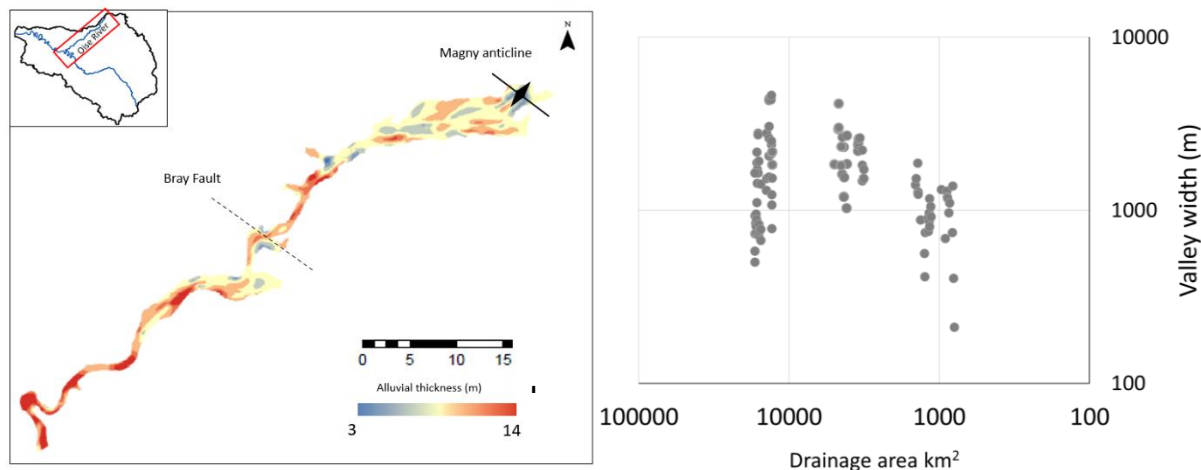 Oise River
N
Magny anticline
Bray Fault
0 5 10 15
Alluvial thickness (m)
3 14
10000
1000
100
Valley width (m)
100000 10000 1000 100
Drainage area km²